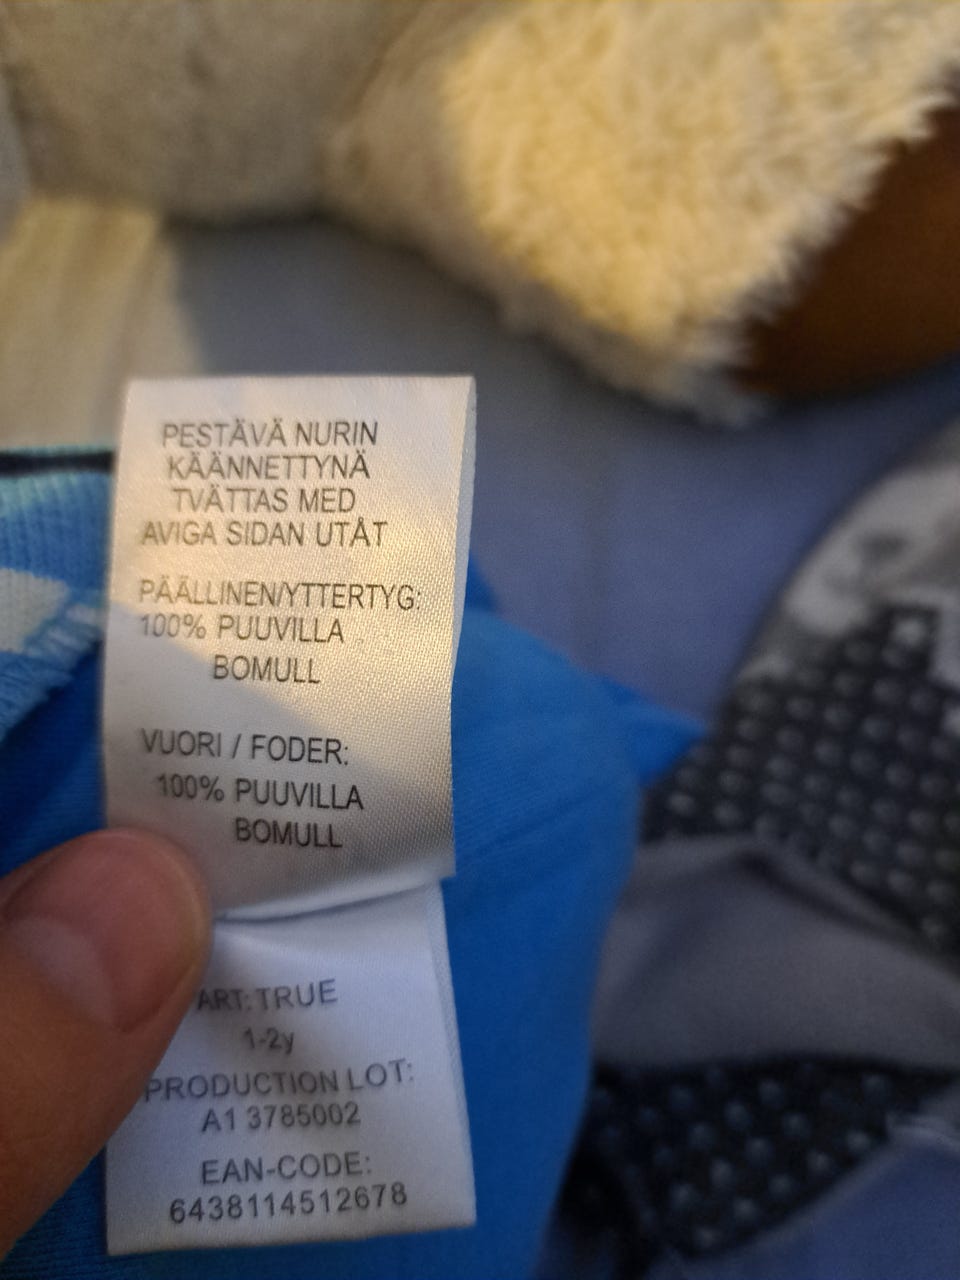 PESTÄVÄ NURIN
KÄÄNNETTYNÄ
TVÄTTAS MED
AVIGA SIDAN UTÅT
PÄÄLLINEN/YTTERTYG:
100% PUUVILLA
BOMULL
VUORI / FODER:
100% PUUVILLA
BOMULL
ART: TRUE
1-2y
PRODUCTION LOT:
A1 3785002
EAN-CODE:
6438114512678